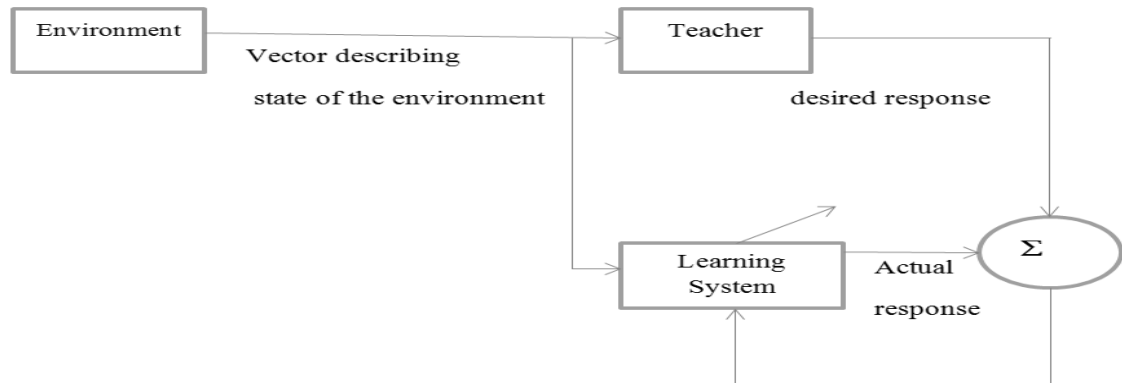 Environment
Teacher
Vector describing
state of the environment
desired response
Learning
System
Actual
response
Σ